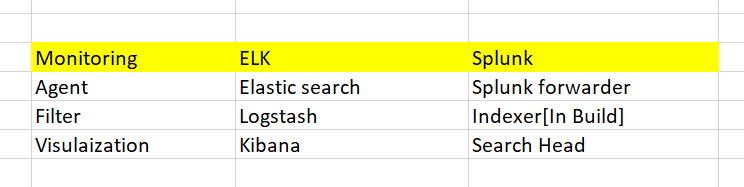 Monitoring ELK Splunk
Agent Elastic search Splunk forwarder
Filter Logstash Indexer[In Build]
Visulaization Kibana Search Head